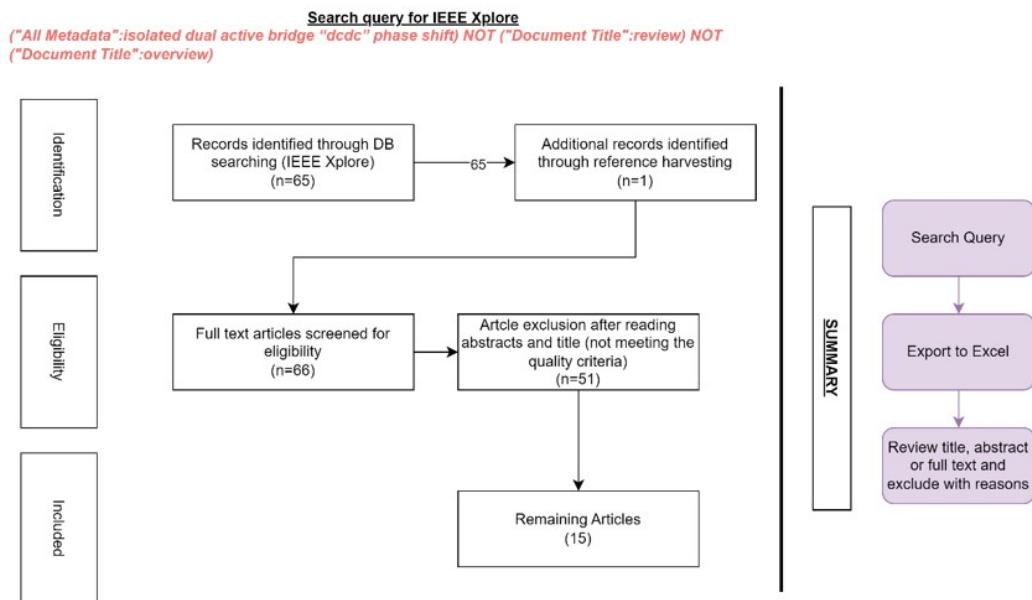 Search query for IEEE Xplore
("All Metadata":isolated dual active bridge “dcdc” phase shift) NOT ("Document Title":review) NOT
("Document Title":overview)
Identification
Records identified through DB
searching (IEEE Xplore)
(n=65)
65
Additional records identified
through reference harvesting
(n=1)
Eligibility
Full text articles screened for
eligibility
(n=66)
Artcle exclusion after reading
abstracts and title (not meeting the
quality criteria)
(n=51)
Included
Remaining Articles
(15)
SUMMARY
Search Query
Export to Excel
Review title, abstract
or full text and
exclude with reasons